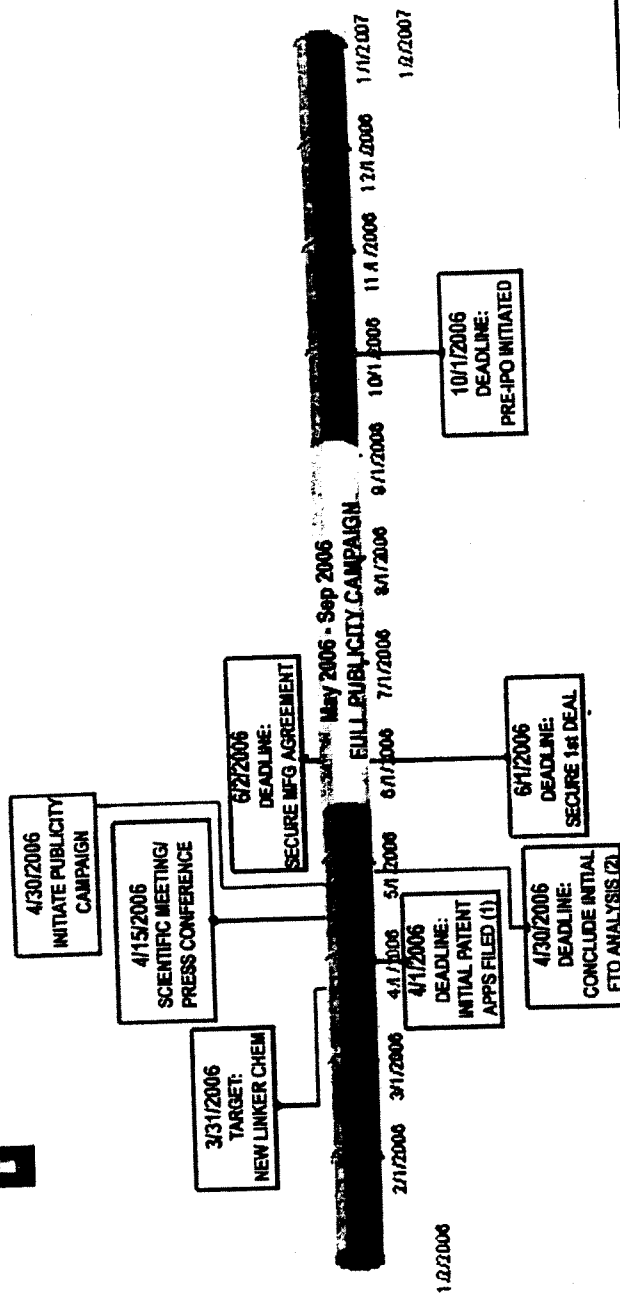 4/30/2006
INITIATE PUBLICITY
CAMPAIGN
4/15/2006
SCIENTIFIC MEETING/
PRESS CONFERENCE
3/31/2006
TARGET:
NEW LINKER CHEM
6/2/2006
DEADLINE:
SECURE MFG AGREEMENT
May 2006 - Sep 2006
FULL PUBLICITY CAMPAIGN
1/2/2006
2/1/2006
3/1/2006
4/1/2006
5/1/2006
6/1/2006
7/1/2006
8/1/2006
9/1/2006
10/1/2006
11/1/2006
12/1/2006
1/1/2007
1/2/2007
4/1/2006
DEADLINE:
INITIAL PATENT
APPS FILED (1)
4/30/2006
DEADLINE:
CONCLUDE INITIAL
FTO ANALYSIS (2)
6/1/2006
DEADLINE:
SECURE 1st DEAL
10/1/2006
DEADLINE:
PRE-IPO INITIATED